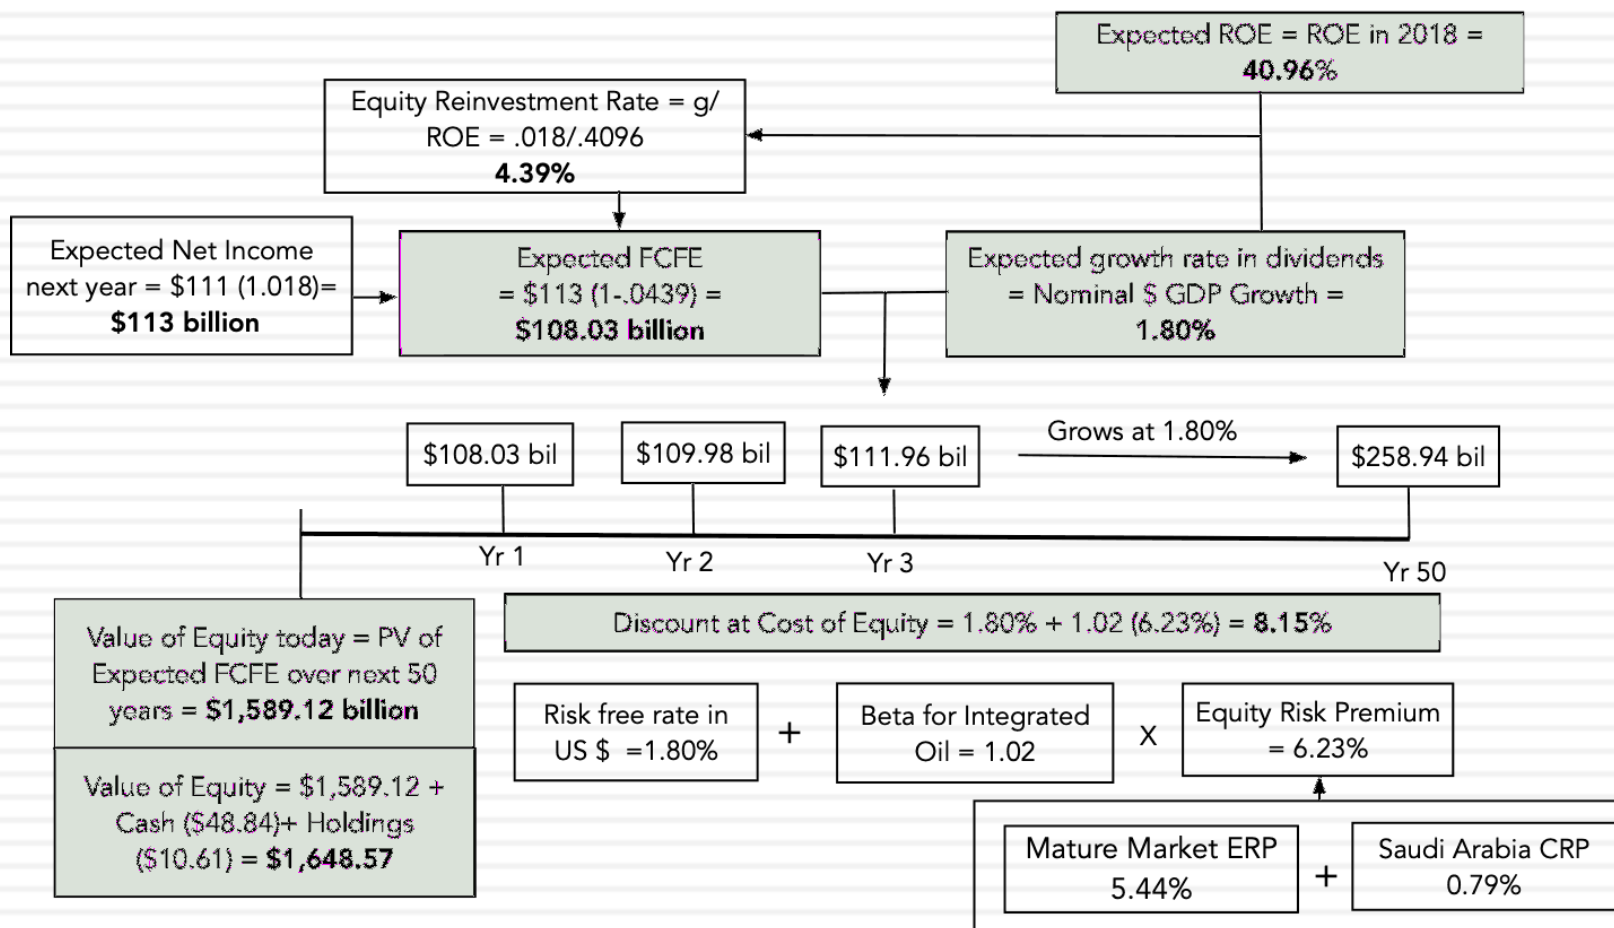 Expected ROE = ROE in 2018 =
40.96%
Equity Reinvestment Rate = g/
ROE = .018/.4096
4.39%
Expected Net Income
next year = $111 (1.018)=
$113 billion
Expected FCFE
= $113 (1-.0439) =
$108.03 billion
Expected growth rate in dividends
= Nominal $ GDP Growth =
1.80%
$108.03 bil
$109.98 bil
$111.96 bil
Grows at 1.80%
$258.94 bil
Yr 1
Yr 2
Yr 3
Yr 50
Discount at Cost of Equity = 1.80% + 1.02 (6.23%) = 8.15%
Value of Equity today = PV of
Expected FCFE over next 50
years = $1,589.12 billion
Value of Equity = $1,589.12 +
Cash ($48.84)+ Holdings
($10.61) = $1,648.57
Risk free rate in
US $ =1.80%
+
Beta for Integrated
Oil = 1.02
X
Equity Risk Premium
= 6.23%
Mature Market ERP
5.44%
+
Saudi Arabia CRP
0.79%